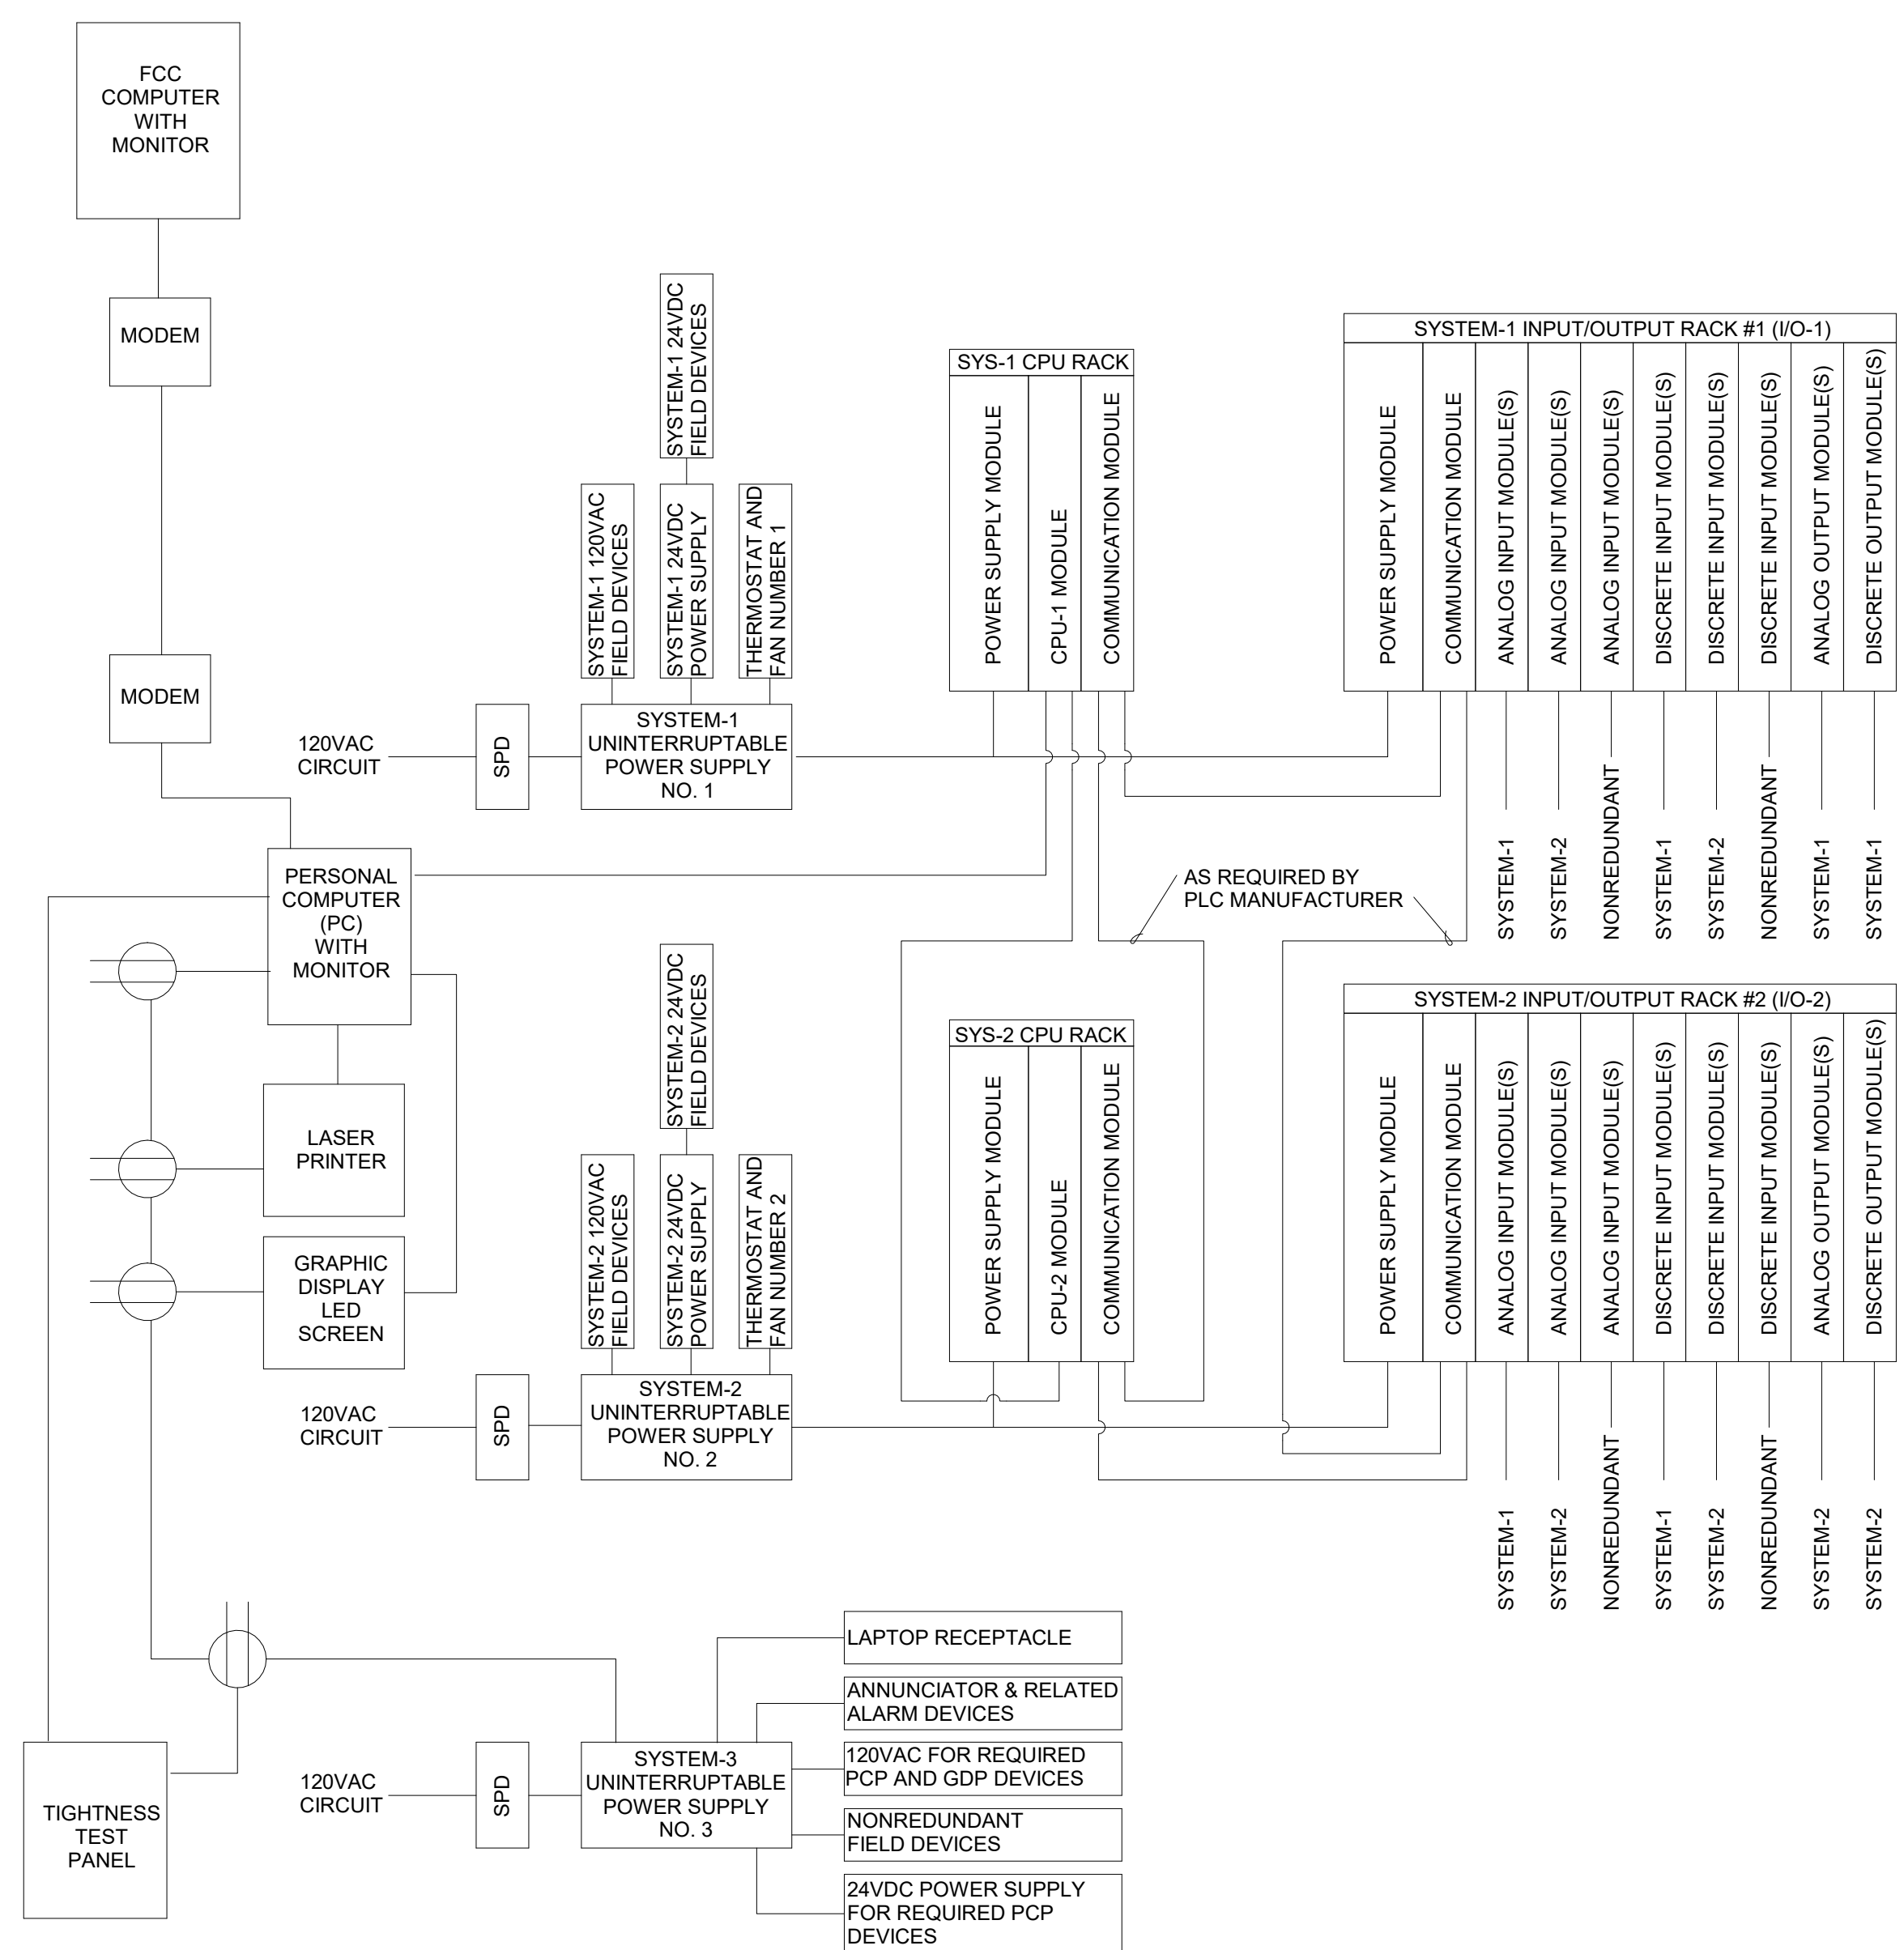 FCC
COMPUTER
WITH
MONITOR
MODEM
MODEM
SYSTEM-1 24VDC
FIELD DEVICES
SYSTEM-1 120VAC
FIELD DEVICES
SYSTEM-1 24VDC
POWER SUPPLY
THERMOSTAT AND
FAN NUMBER 1
120VAC
CIRCUIT
SPD
SYSTEM-1
UNINTERRUPTABLE
POWER SUPPLY
NO. 1
SYS-1 CPU RACK
POWER SUPPLY MODULE
CPU-1 MODULE
COMMUNICATION MODULE
SYSTEM-1 INPUT/OUTPUT RACK #1 (I/O-1)
POWER SUPPLY MODULE
COMMUNICATION MODULE
ANALOG INPUT MODULE(S)
ANALOG INPUT MODULE(S)
ANALOG INPUT MODULE(S)
DISCRETE INPUT MODULE(S)
DISCRETE INPUT MODULE(S)
DISCRETE INPUT MODULE(S)
ANALOG OUTPUT MODULE(S)
DISCRETE OUTPUT MODULE(S)
SYSTEM-1
SYSTEM-2
NONREDUNDANT
SYSTEM-1
SYSTEM-2
NONREDUNDANT
SYSTEM-1
SYSTEM-1
PERSONAL
COMPUTER
(PC)
WITH
MONITOR
AS REQUIRED BY
PLC MANUFACTURER
LASER
PRINTER
GRAPHIC
DISPLAY
LED
SCREEN
SYSTEM-2 24VDC
FIELD DEVICES
SYSTEM-2 120VAC
FIELD DEVICES
SYSTEM-2 24VDC
POWER SUPPLY
THERMOSTAT AND
FAN NUMBER 2
120VAC
CIRCUIT
SPD
SYSTEM-2
UNINTERRUPTABLE
POWER SUPPLY
NO. 2
SYS-2 CPU RACK
POWER SUPPLY MODULE
CPU-2 MODULE
COMMUNICATION MODULE
SYSTEM-2 INPUT/OUTPUT RACK #2 (I/O-2)
POWER SUPPLY MODULE
COMMUNICATION MODULE
ANALOG INPUT MODULE(S)
ANALOG INPUT MODULE(S)
ANALOG INPUT MODULE(S)
DISCRETE INPUT MODULE(S)
DISCRETE INPUT MODULE(S)
DISCRETE INPUT MODULE(S)
ANALOG OUTPUT MODULE(S)
DISCRETE OUTPUT MODULE(S)
SYSTEM-1
SYSTEM-2
NONREDUNDANT
SYSTEM-1
SYSTEM-2
NONREDUNDANT
SYSTEM-2
SYSTEM-2
TIGHTNESS
TEST
PANEL
120VAC
CIRCUIT
SPD
SYSTEM-3
UNINTERRUPTABLE
POWER SUPPLY
NO. 3
LAPTOP RECEPTACLE
ANNUNCIATOR & RELATED
ALARM DEVICES
120VAC FOR REQUIRED
PCP AND GDP DEVICES
NONREDUNDANT
FIELD DEVICES
24VDC POWER SUPPLY
FOR REQUIRED PCP
DEVICES